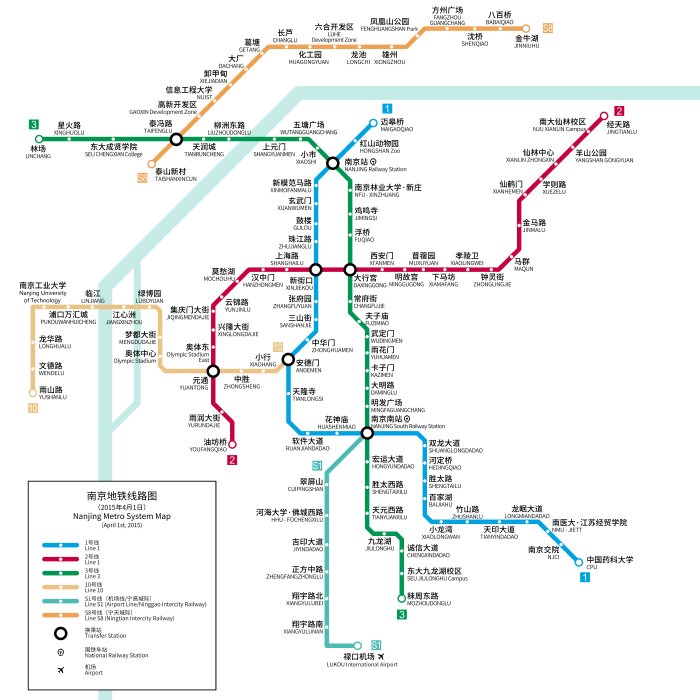 方州广场
FANGZHOU
GUANGCHANG
八百桥
BABAIQIAO
S8
凤凰山公园
FENGHUANGSHAN Park
六合开发区
LUHE
Development Zone
长芦
CHANGLU
沈桥
SHENQIAO
金牛湖
JINNIUHU
葛塘
GETANG
化工园
HUAGONGYUAN
龙池
LONGCHI
雄州
XIONGZHOU
大厂
DACHANG
卸甲甸
XIEJIADIAN
信息工程大学
NUIST
高新开发区
GAOXIN Development Zone
泰冯路
TAIFENGLU
3
星火路
XINGHUOLU
林场
LINCHANG
东大成贤学院
SEU CHENGXIAN College
柳洲东路
LIUZHOUDONGLU
天润城
TIANRUNCHENG
上元门
SHANGYUANMEN
五塘广场
WUTANGGUANGCHANG
S8
泰山新村
TAISHANXINCUN
1
迈皋桥
MAIGAOQIAO
红山动物园
HONGSHAN Zoo
小市
XIAOSHI
南京站
NANJING Railway Station
2
南大仙林校区
NJU XIANLIN Campus
经天路
JINGTIANLU
仙林中心
XIANLIN ZHONGXIN
羊山公园
YANGSHAN GONGYUAN
仙鹤门
XIANHEMEN
学则路
XUEZELU
金马路
JINMALU
马群
MAQUN
新模范马路
XINMOFANMALU
玄武门
XUANWUMEN
鼓楼
GULOU
珠江路
ZHUJIANGLU
南京林业大学·新庄
NFU - XINZHUANG
鸡鸣寺
JIMINGSI
浮桥
FUQIAO
莫愁湖
MOCHOUHU
汉中门
HANZHONGMEN
上海路
SHANGHAILU
新街口
XINJIEKOU
大行宫
DAXINGGONG
西安门
XI'ANMEN
明故宫
MINGGUGONG
苜蓿园
MUXUYUAN
下马坊
XIAMAFANG
孝陵卫
XIAOLINGWEI
钟灵街
ZHONGLINGJIE
南京工业大学
Nanjing University
of Technology
临江
LINJIANG
绿博园
LÜBOYUAN
浦口万汇城
PUKOUWANHUICHENG
江心洲
JIANGXINZHOU
龙华路
LONGHUALU
文德路
WENDELU
雨山路
YUSHANLU
10
梦都大街
MENGDUDAJIE
奥体中心
Olympic Stadium
集庆门大街
JIQINGMENDAJIE
云锦路
YUNJINLU
兴隆大街
XINGLONGDAJIE
奥体东
Olympic Stadium
East
元通
YUANTONG
中胜
ZHONGSHENG
小行
XIAOHANG
10
安德门
ANDEMEN
张府园
ZHANGFUYUAN
三山街
SANSHANJIE
中华门
ZHONGHUAMEN
常府街
CHANGFUJIE
夫子庙
FUZIMIAO
武定门
WUDINGMEN
雨花门
YUHUAMEN
卡子门
KAZIMEN
大明路
DAMINGLU
明发广场
MINGFAGUANGCHANG
南京南站
NANJING South Railway Station
雨润大街
YURUNDAJIE
油坊桥
YOUFANGQIAO
2
天隆寺
TIANLONGSI
花神庙
HUASHENMIAO
软件大道
RUANJIANDADAO
S1
翠屏山
CUIPINGSHAN
河海大学·佛城西路
HHU - FOCHENGXILU
吉印大道
JIYINDADAO
正方中路
ZHENGFANGZHONGLU
翔宇路北
XIANGYULUBEI
翔宇路南
XIANGYULUNAN
S1
禄口机场
LUKOU International Airport
宏运大道
HONGYUNDADAO
胜太西路
SHENGTAIXILU
天元西路
TIANYUANXILU
九龙湖
JIULONGHU
诚信大道
CHENGXINDADAO
东大九龙湖校区
SEU JIULONGHU Campus
秣周东路
MOZHOUDONGLU
3
双龙大道
SHUANGLONGDADAO
河定桥
HEDINGQIAO
胜太路
SHENGTAILU
百家湖
BAIJIAHU
小龙湾
XIAOLONGWAN
竹山路
ZHUSHANLU
天印大道
TIANYINDADAO
龙眠大道
LONGMIANDADAO
南医大·江苏经贸学院
NMU - JIETT
南京交院
NJCI
中国药科大学
CPU
1
南京地铁线路图
(2015年4月1日)
Nanjing Metro System Map
(April 1st, 2015)
1号线
Line 1
2号线
Line 1
3号线
Line 3
10号线
Line 10
S1号线（机场线/宁高城际）
Line S1 (Airport Line/Ninggao Intercity Railway)
S8号线（宁天城际）
Line S8 (Ningtian Intercity Railway)
换乘站
Transfer Station
国铁车站
National Railway Station
机场
Airport